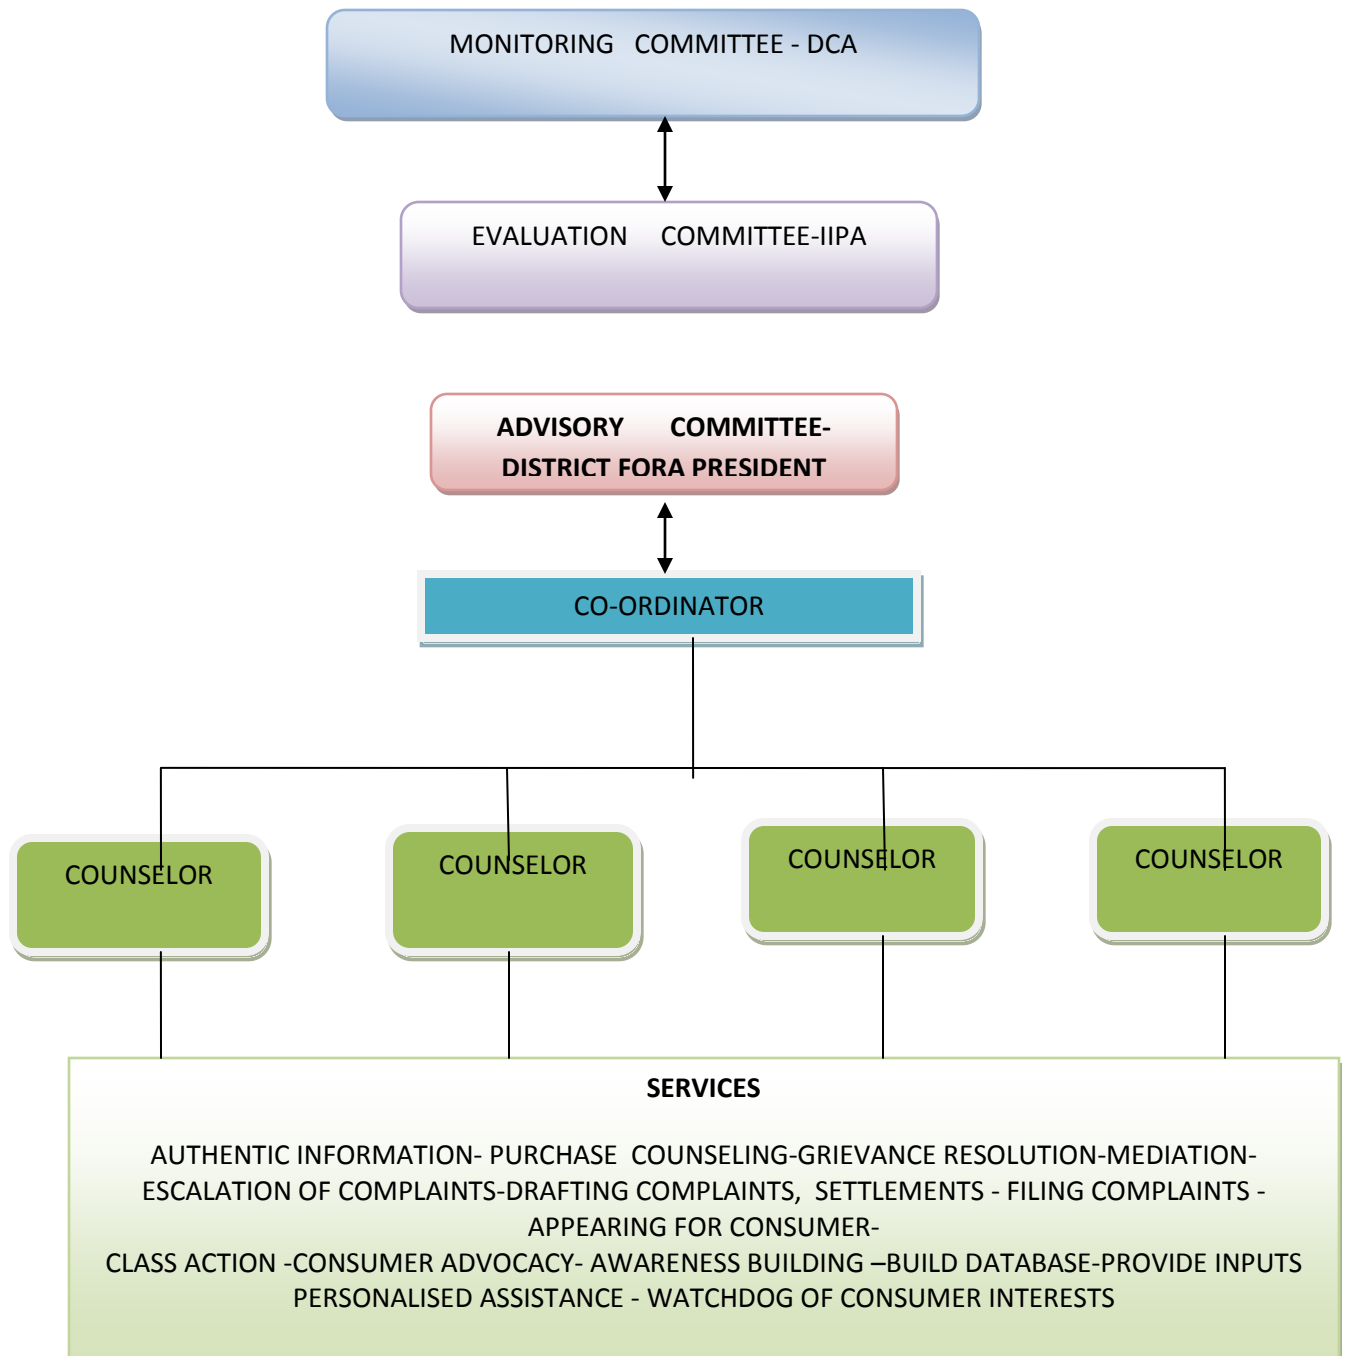 MONITORING COMMITTEE - DCA
EVALUATION COMMITTEE-IIPA
ADVISORY COMMITTEE-
DISTRICT FORA PRESIDENT
CO-ORDINATOR
COUNSELOR
COUNSELOR
COUNSELOR
COUNSELOR
SERVICES
AUTHENTIC INFORMATION- PURCHASE COUNSELING-GRIEVANCE RESOLUTION-MEDIATION-
ESCALATION OF COMPLAINTS-DRAFTING COMPLAINTS, SETTLEMENTS - FILING COMPLAINTS -
APPEARING FOR CONSUMER-
CLASS ACTION -CONSUMER ADVOCACY- AWARENESS BUILDING –BUILD DATABASE-PROVIDE INPUTS
PERSONALISED ASSISTANCE - WATCHDOG OF CONSUMER INTERESTS